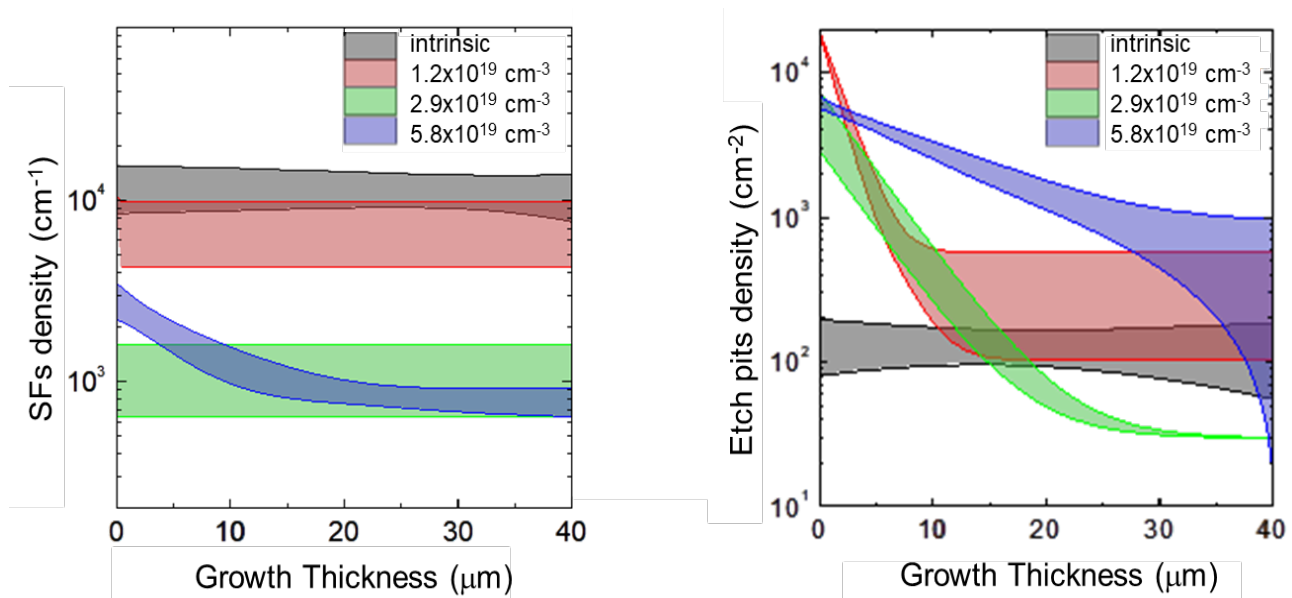 intrinsic
1.2x10¹⁹ cm⁻³
2.9x10¹⁹ cm⁻³
5.8x10¹⁹ cm⁻³
SFs density (cm⁻¹)
10⁴
10³
0 10 20 30 40
Growth Thickness (μm)
intrinsic
1.2x10¹⁹ cm⁻³
2.9x10¹⁹ cm⁻³
5.8x10¹⁹ cm⁻³
Etch pits density (cm⁻²)
10⁴
10³
10²
10¹
0 10 20 30 40
Growth Thickness (μm)